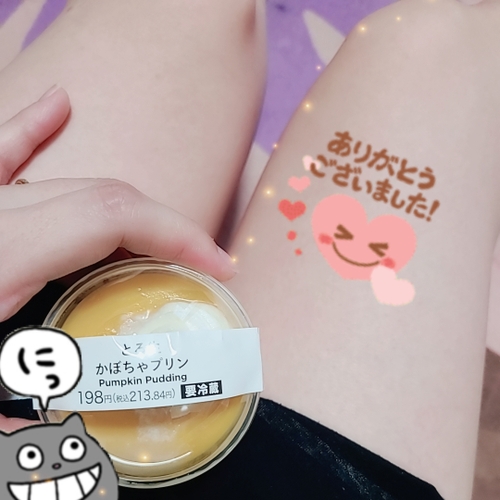 ありがとう
ございました!
かぼちゃプリン
Pumpkin Pudding
198円(税込213.84円) 要冷蔵
にっ